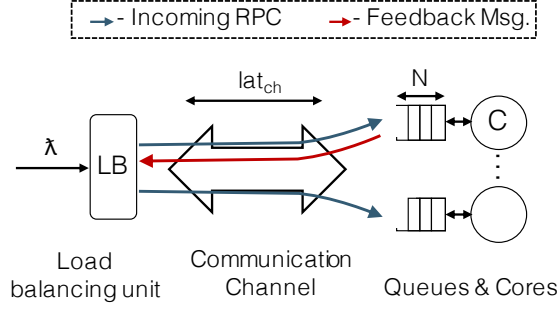 - Incoming RPC - Feedback Msg.
lat_ch
N
λ
LB
C
Load
balancing unit
Communication
Channel
Queues & Cores